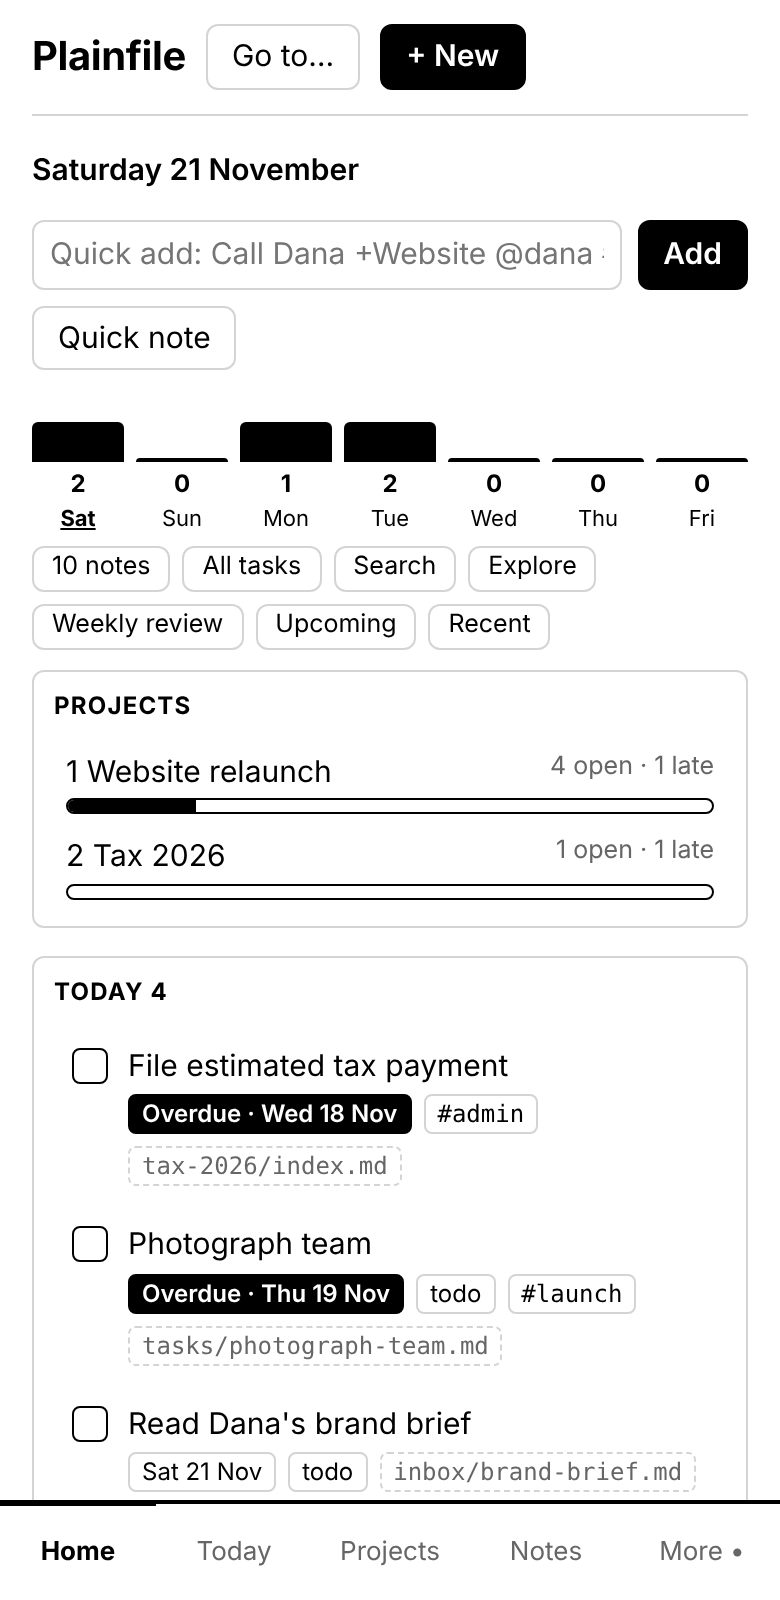 Plainfile Go to... + New
Saturday 21 November
Quick add: Call Dana +Website @dana Add
Quick note
2 0 1 2 0 0 0
Sat Sun Mon Tue Wed Thu Fri
10 notes All tasks Search Explore
Weekly review Upcoming Recent
PROJECTS
1 Website relaunch 4 open · 1 late
2 Tax 2026 1 open · 1 late
TODAY 4
File estimated tax payment
Overdue · Wed 18 Nov #admin
tax-2026/index.md
Photograph team
Overdue · Thu 19 Nov todo #launch
tasks/photograph-team.md
Read Dana's brand brief
Sat 21 Nov todo inbox/brand-brief.md
Home Today Projects Notes More •